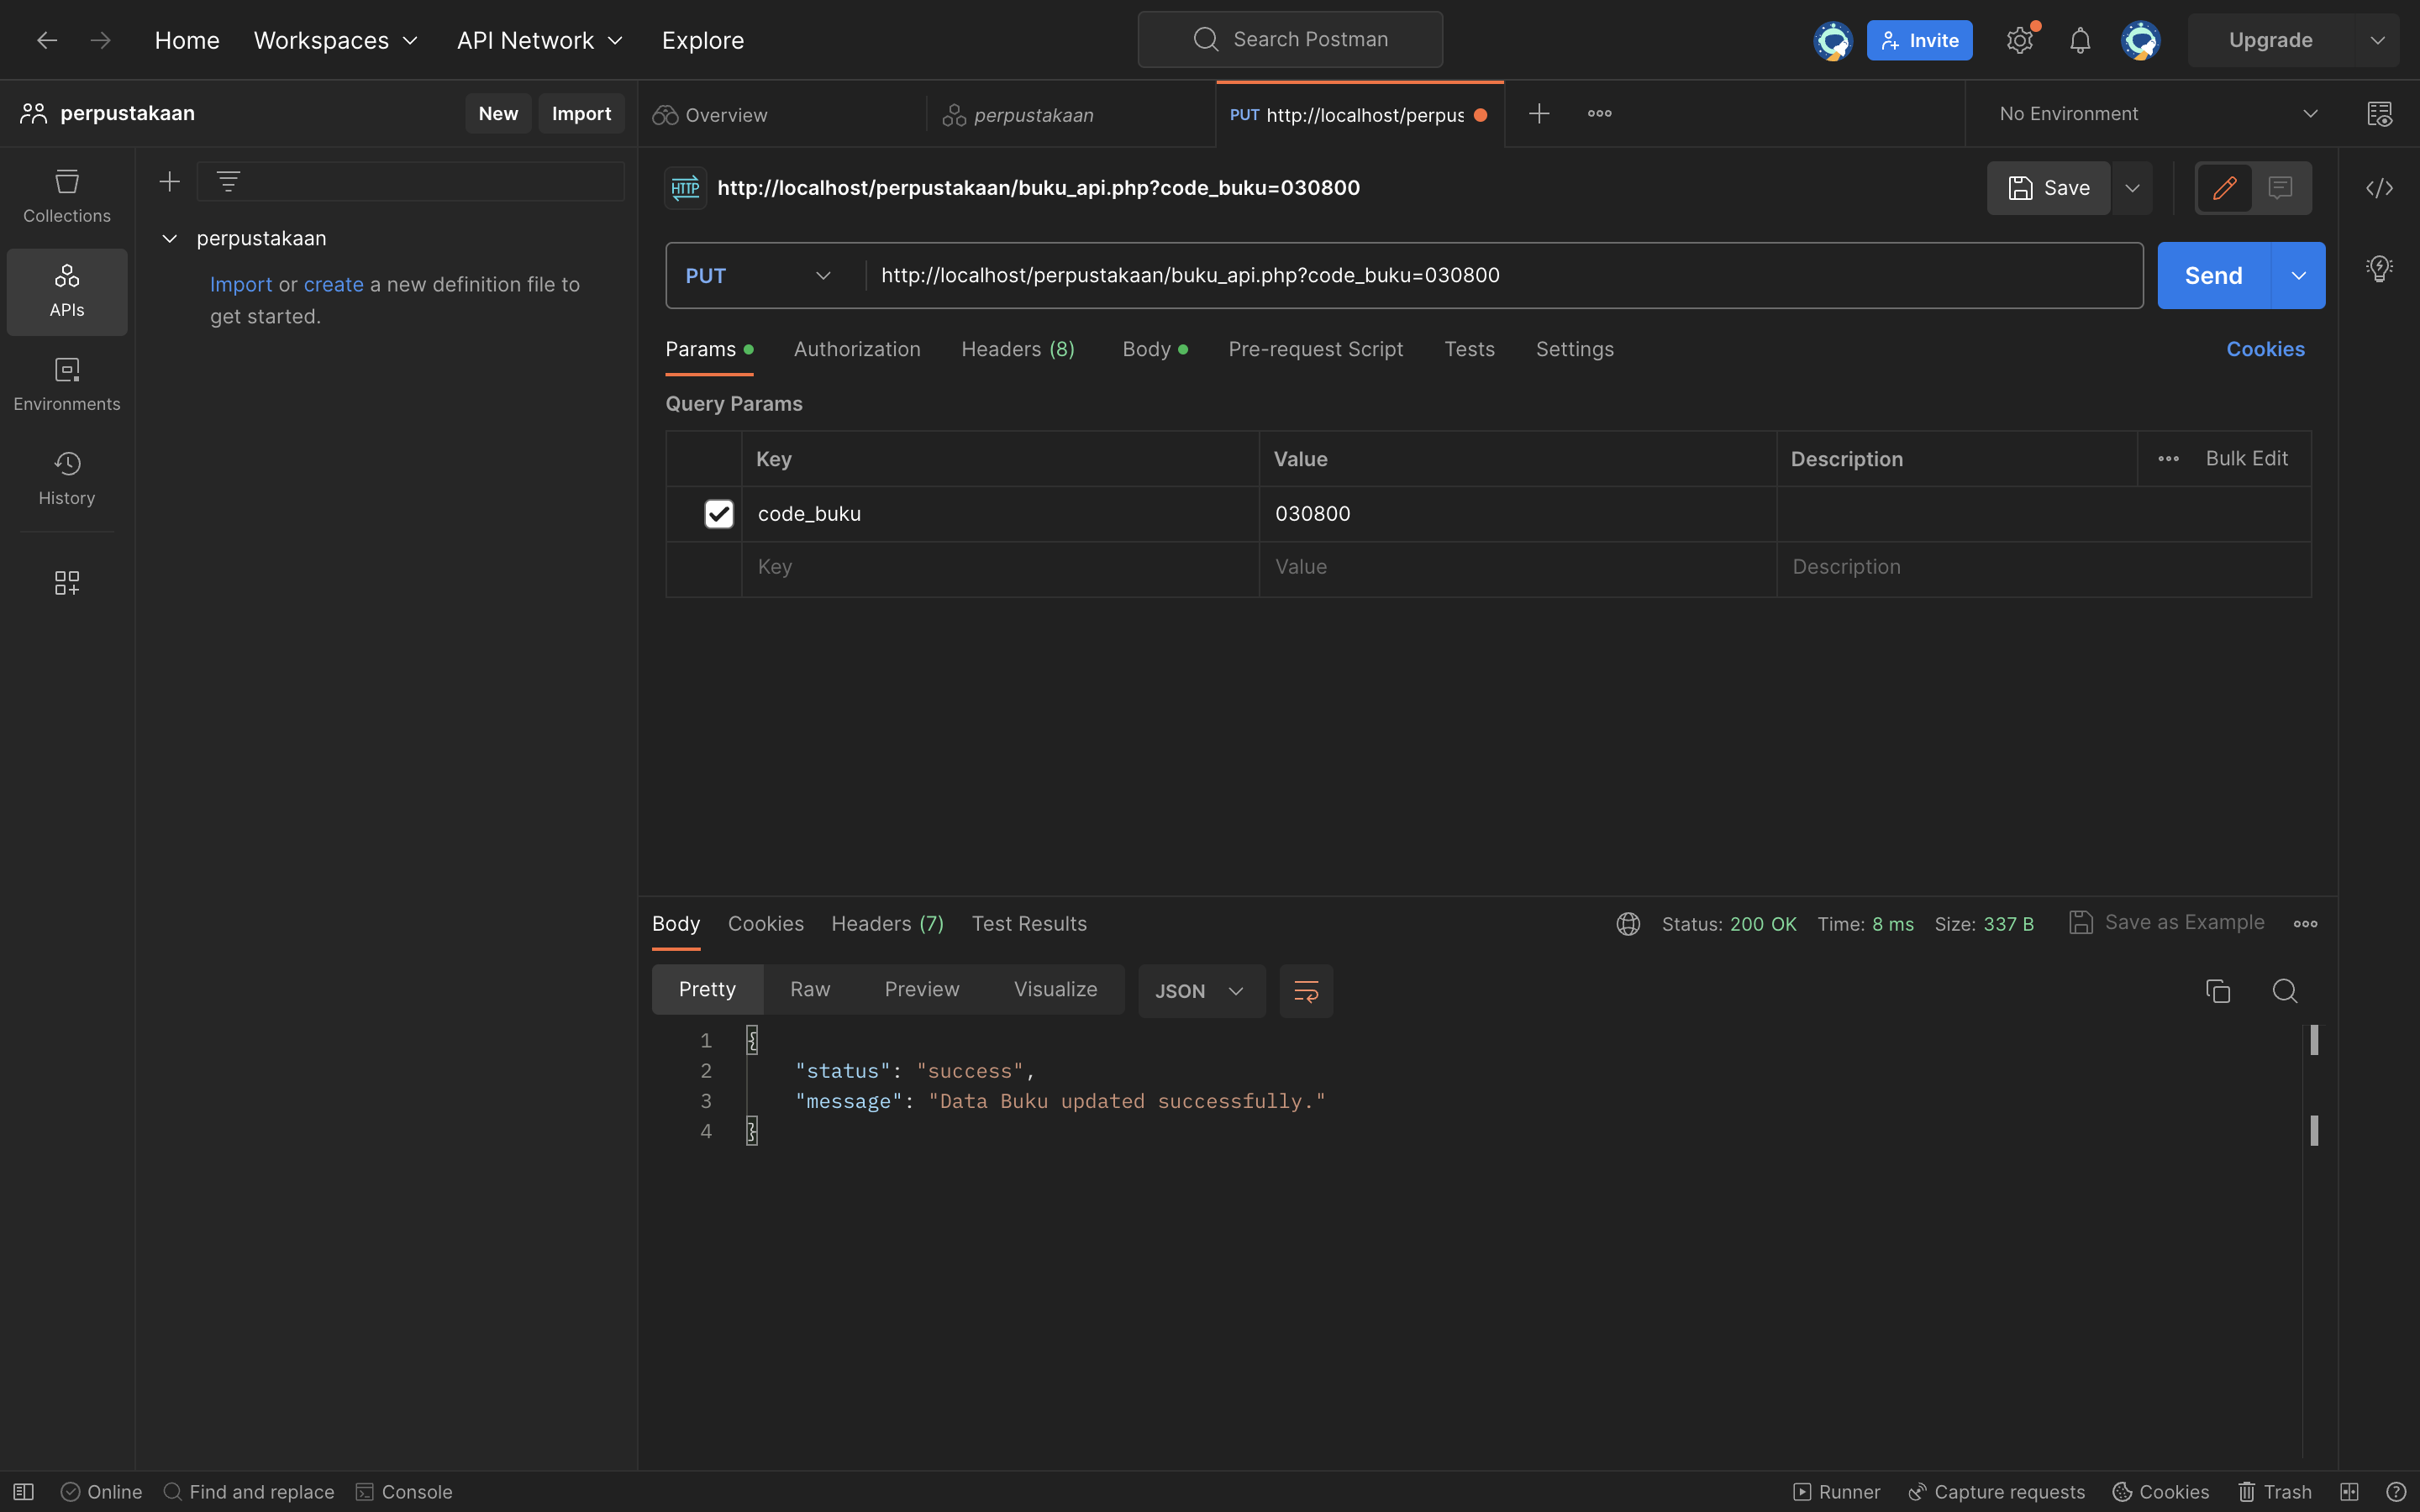 Home Workspaces API Network Explore Search Postman Invite Upgrade
perpustakaan New Import Overview perpustakaan PUT http://localhost/perpus No Environment
Collections
APIs
Environments
History
perpustakaan
Import or create a new definition file to
get started.
HTTP http://localhost/perpustakaan/buku_api.php?code_buku=030800 Save
PUT http://localhost/perpustakaan/buku_api.php?code_buku=030800 Send
Params Authorization Headers (8) Body Pre-request Script Tests Settings Cookies
Query Params
Key Value Description Bulk Edit
code_buku 030800
Key Value Description
Body Cookies Headers (7) Test Results Status: 200 OK Time: 8 ms Size: 337 B Save as Example
Pretty Raw Preview Visualize JSON
1 {
2 "status": "success",
3 "message": "Data Buku updated successfully."
4 }
Online Find and replace Console Runner Capture requests Cookies Trash